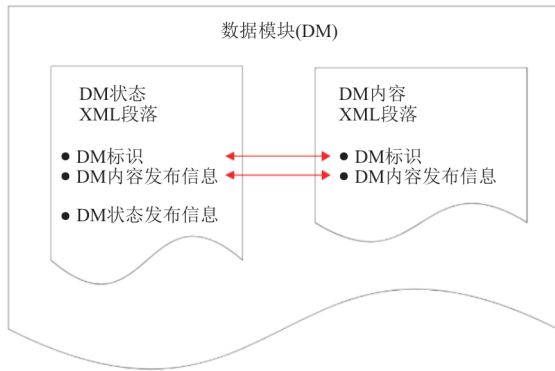 数据模块(DM)
DM状态
XML段落
● DM标识
● DM内容发布信息
● DM状态发布信息
DM内容
XML段落
● DM标识
● DM内容发布信息